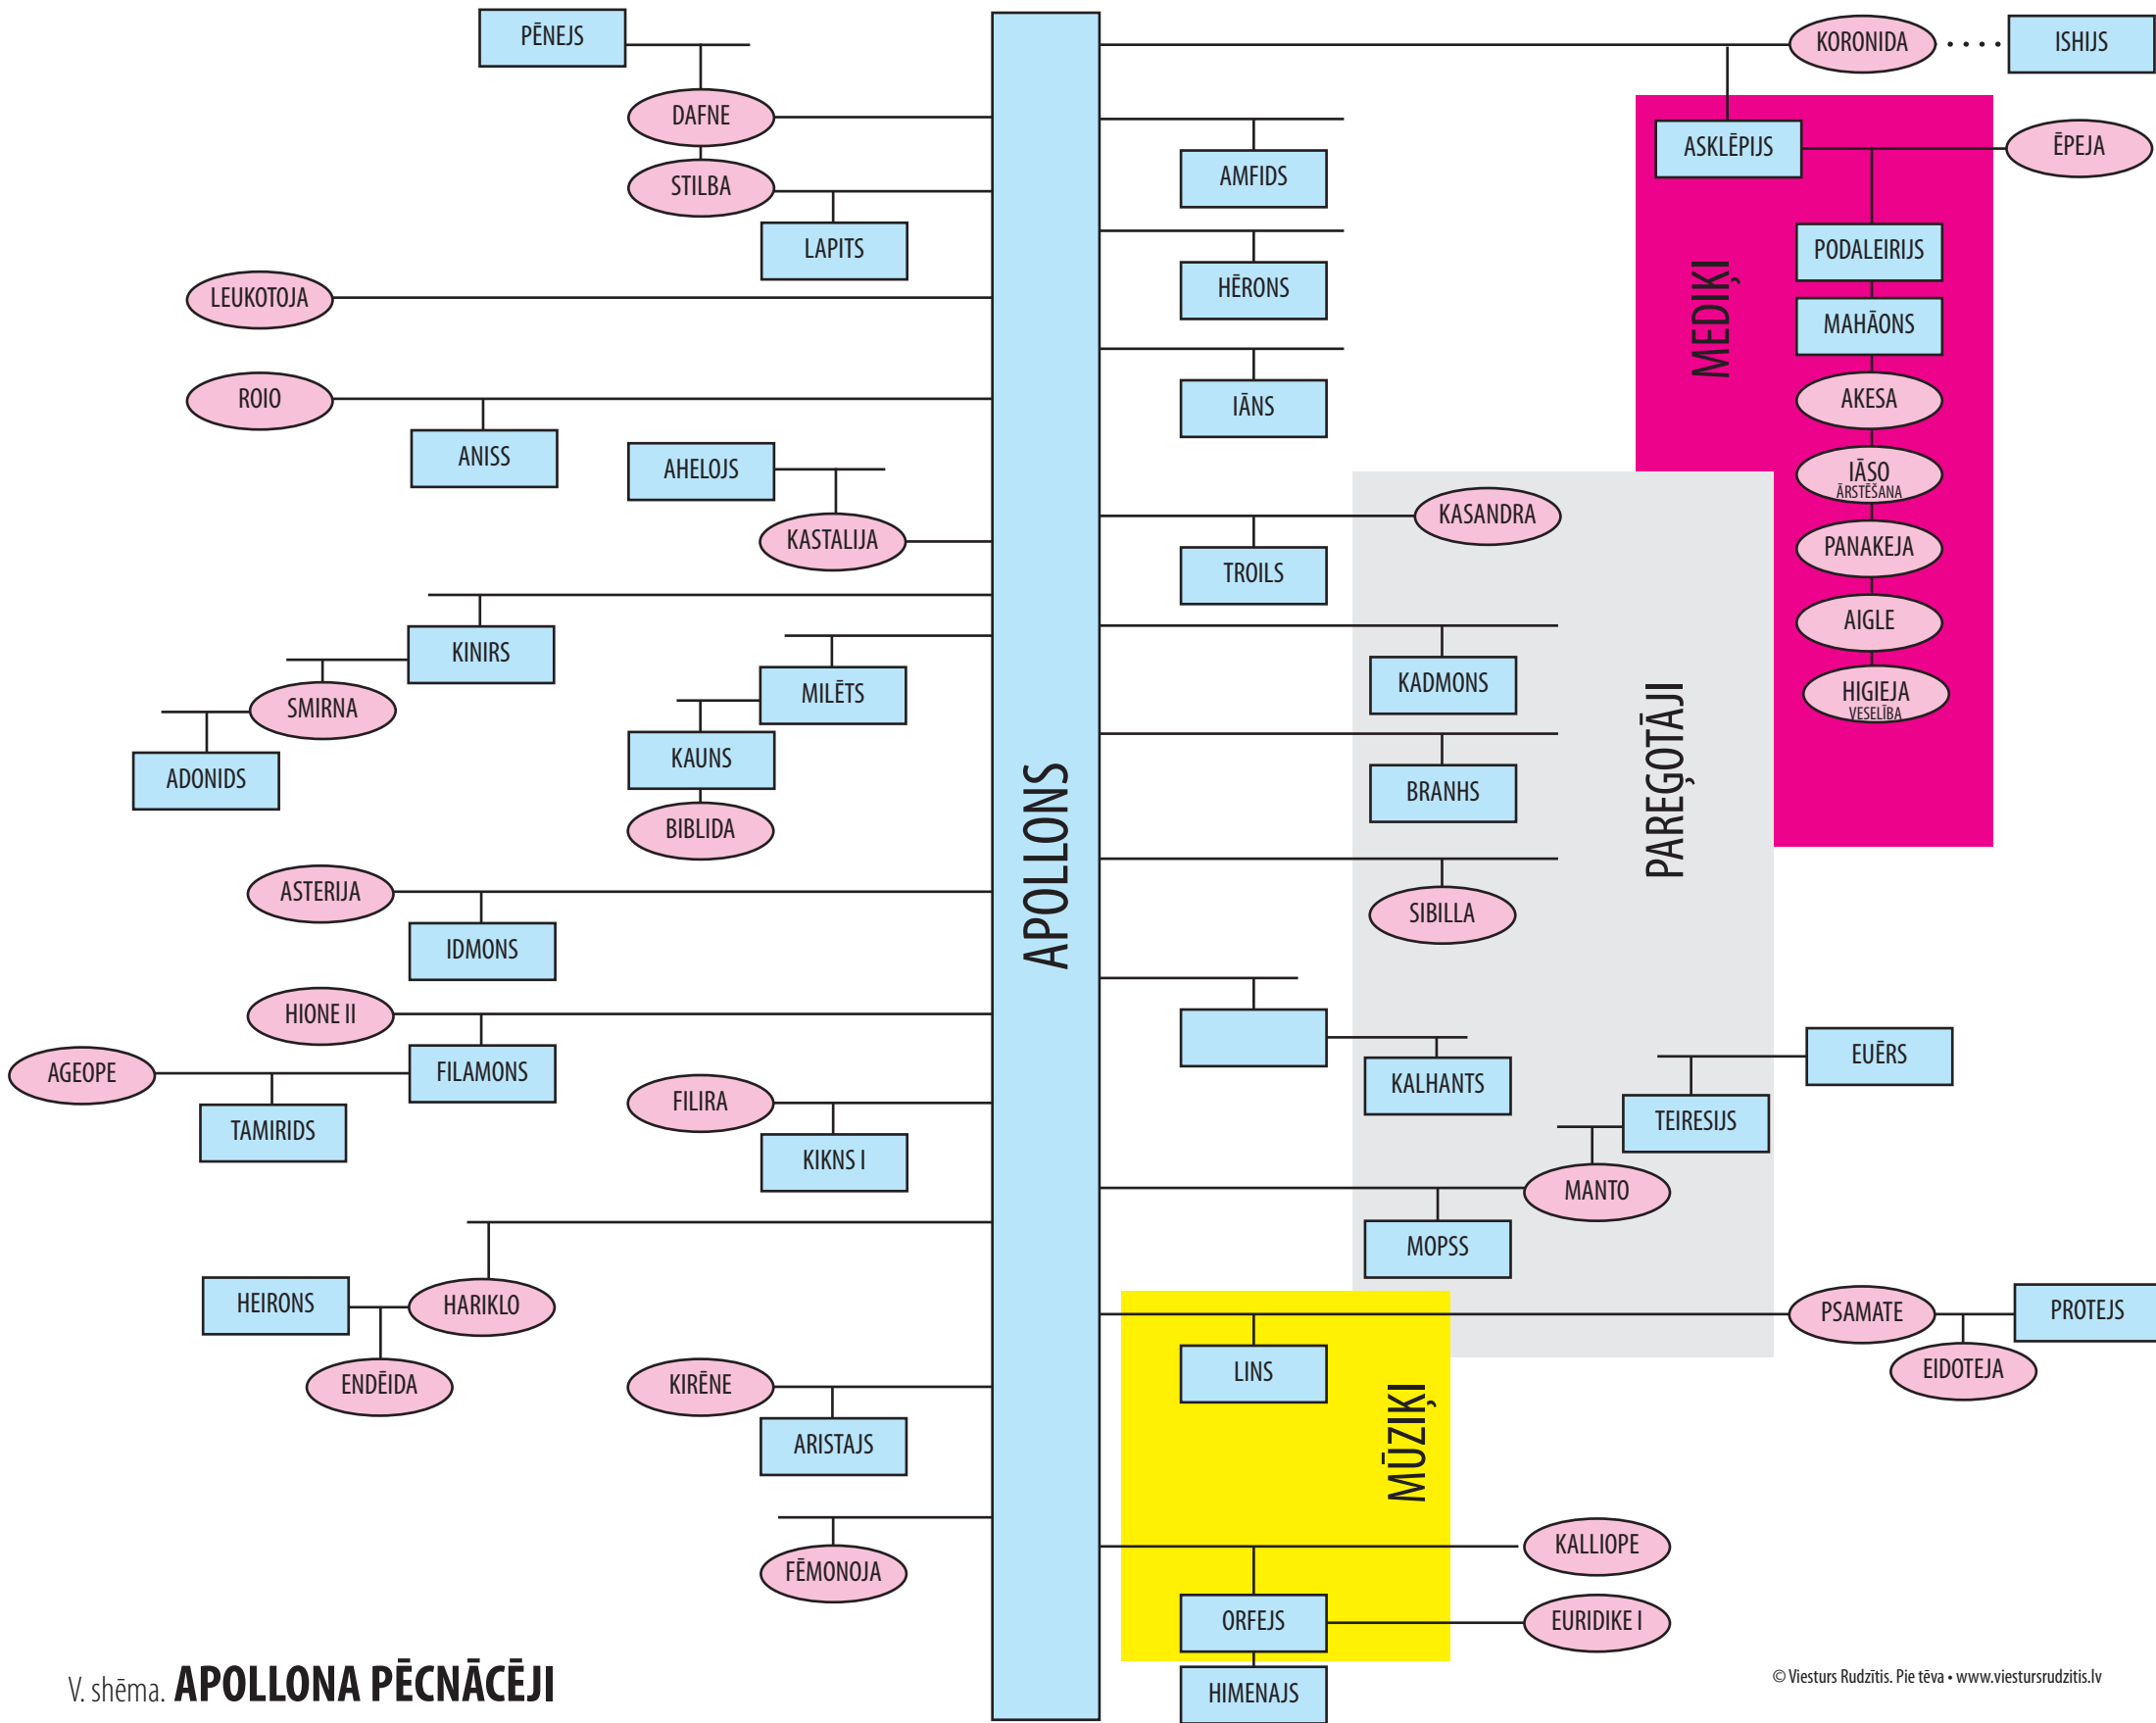 PĒNEJS
DAFNE
STILBA
LAPITS
LEUKOTOJA
ROIO
ANISS
AHELOJS
KASTALIJA
KINIRS
SMIRNA
ADONIDS
MILĒTS
KAUNS
BIBLIDA
ASTERIJA
IDMONS
HIONE II
AGEOPE
FILAMONS
TAMIRIDS
FILIRA
KIKNS I
HEIRONS
HARIKLO
ENDĒIDA
KIRĒNE
ARISTAJS
FĒMONOJA
APOLLONS
KORONIDA
ISHIJS
AMFIDS
ASKLĒPIJS
ĒPEJA
HĒRONS
IĀNS
MEDIĶI
PODALEIRIJS
MAHĀONS
AKESA
IĀSO
ĀRSTĒŠANA
PANAKEJA
AIGLE
HIGIEJA
VESELĪBA
KASANDRA
TROILS
KADMONS
BRANHS
PAREĢOTĀJI
SIBILLA
KALHANTS
EUĒRS
TEIRESIJS
MANTO
MOPSS
PSAMATE
PROTEJS
EIDOTEJA
LINS
MŪZIĶI
KALLIOPE
ORFEJS
EURIDIKE I
HIMENAJS
V. shēma. APOLLONA PĒCNĀCĒJI
© Viesturs Rudzītis. Pie tēva • www.viestursrudzitis.lv